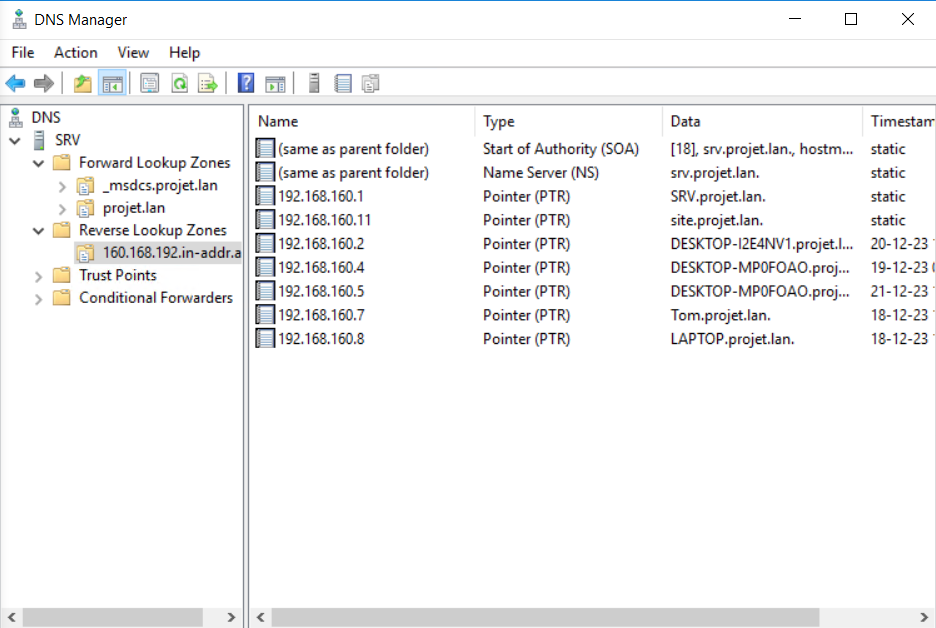 DNS Manager
File Action View Help
DNS
SRV
Forward Lookup Zones
_msdcs.projet.lan
projet.lan
Reverse Lookup Zones
160.168.192.in-addr.a
Trust Points
Conditional Forwarders
Name Type Data Timestam
(same as parent folder) Start of Authority (SOA) [18], srv.projet.lan., hostm... static
(same as parent folder) Name Server (NS) srv.projet.lan. static
192.168.160.1 Pointer (PTR) SRV.projet.lan. static
192.168.160.11 Pointer (PTR) site.projet.lan. static
192.168.160.2 Pointer (PTR) DESKTOP-I2E4NV1.projet.l... 20-12-23
192.168.160.4 Pointer (PTR) DESKTOP-MP0FOAO.proj... 19-12-23
192.168.160.5 Pointer (PTR) DESKTOP-MP0FOAO.proj... 21-12-23
192.168.160.7 Pointer (PTR) Tom.projet.lan. 18-12-23
192.168.160.8 Pointer (PTR) LAPTOP.projet.lan. 18-12-23